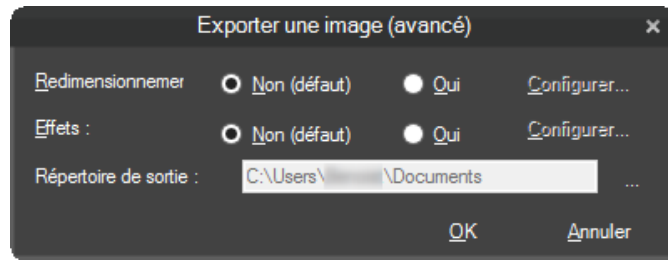 Exporter une image (avancé) ×
Redimensionnemer Non (défaut) Oui Configurer...
Effets : Non (défaut) Oui Configurer...
Répertoire de sortie : C:\Users\ \Documents ...
OK Annuler